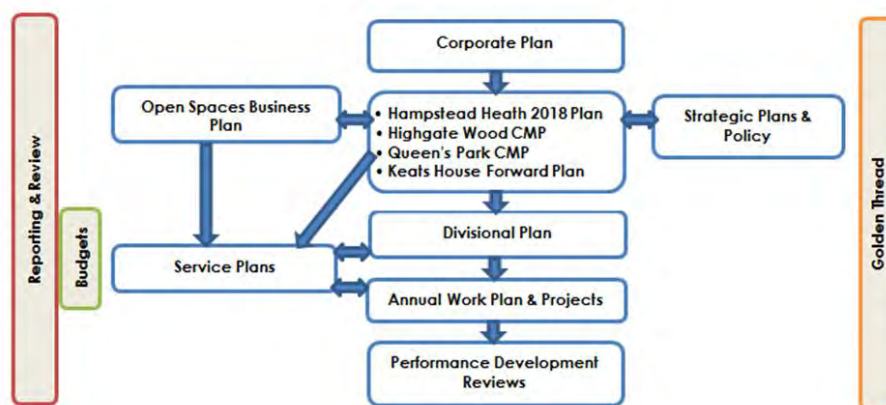 Corporate Plan
Open Spaces Business
Plan
• Hampstead Heath 2018 Plan
• Highgate Wood CMP
• Queen's Park CMP
• Keats House Forward Plan
Strategic Plans &
Policy
Reporting & Review
Budgets
Golden Thread
Service Plans
Divisional Plan
Annual Work Plan & Projects
Performance Development
Reviews